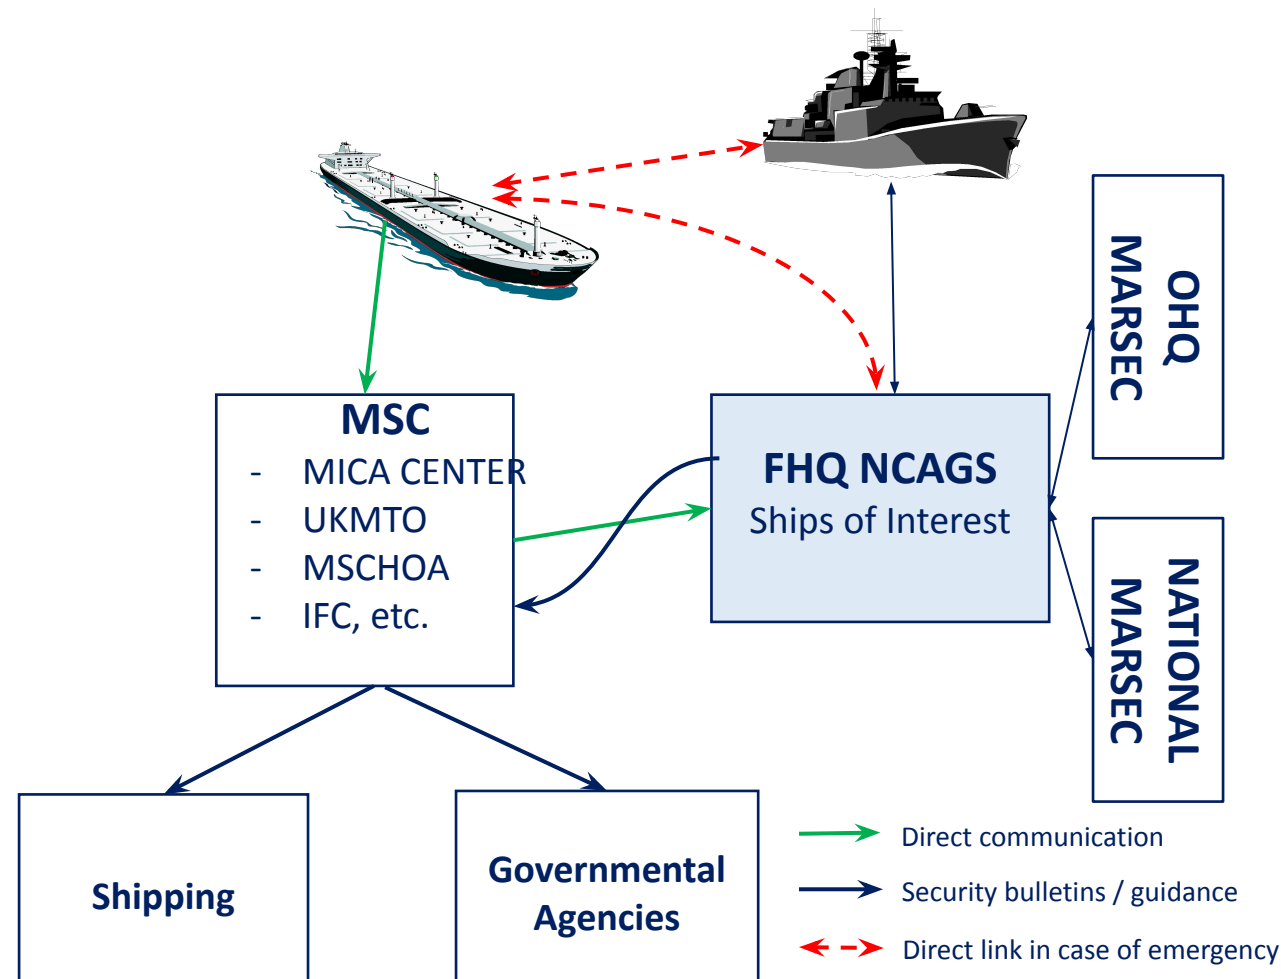 MSC
- MICA CENTER
- UKMTO
- MSCHOA
- IFC, etc.
FHQ NCAGS
Ships of Interest
OHQ
MARSEC
NATIONAL
MARSEC
Shipping
Governmental
Agencies
Direct communication
Security bulletins / guidance
Direct link in case of emergency